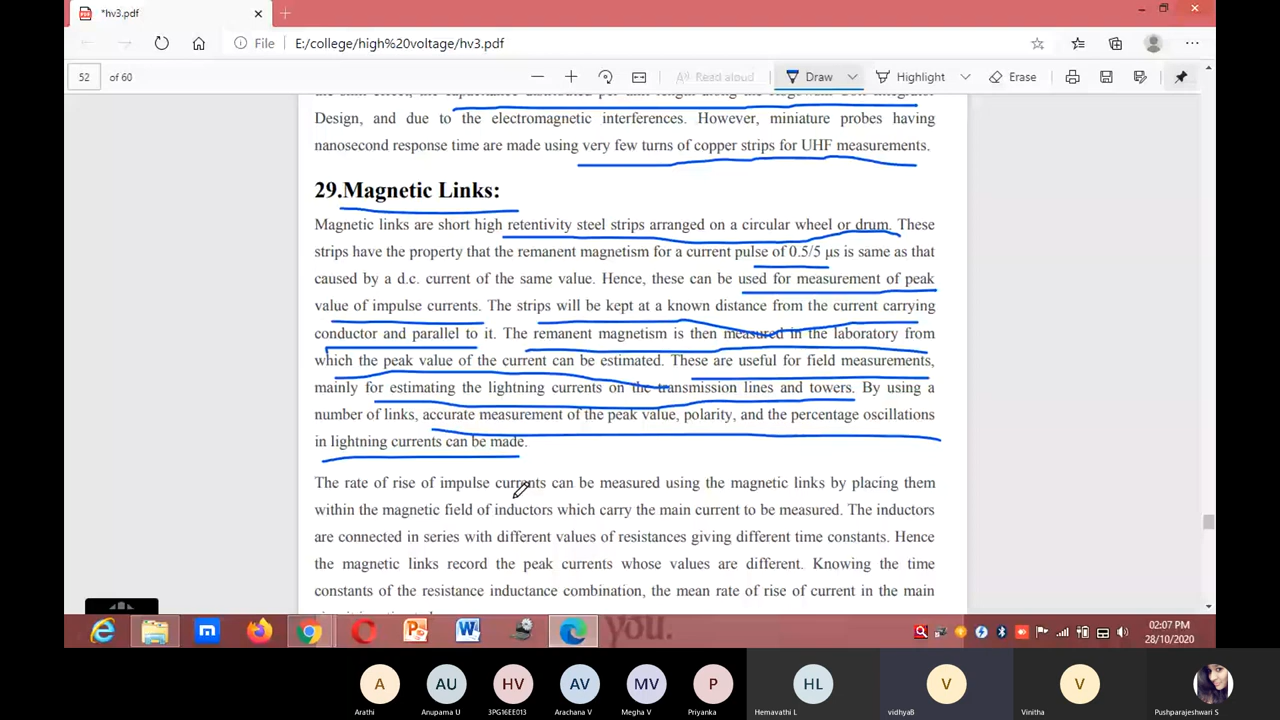 *hv3.pdf
File E:/college/high%20voltage/hv3.pdf
52 of 60 Read aloud Draw Highlight Erase
Design, and due to the electromagnetic interferences. However, miniature probes having
nanosecond response time are made using very few turns of copper strips for UHF measurements.
29.Magnetic Links:
Magnetic links are short high retentivity steel strips arranged on a circular wheel or drum. These
strips have the property that the remanent magnetism for a current pulse of 0.5/5 μs is same as that
caused by a d.c. current of the same value. Hence, these can be used for measurement of peak
value of impulse currents. The strips will be kept at a known distance from the current carrying
conductor and parallel to it. The remanent magnetism is then measured in the laboratory from
which the peak value of the current can be estimated. These are useful for field measurements,
mainly for estimating the lightning currents on the transmission lines and towers. By using a
number of links, accurate measurement of the peak value, polarity, and the percentage oscillations
in lightning currents can be made.
The rate of rise of impulse currents can be measured using the magnetic links by placing them
within the magnetic field of inductors which carry the main current to be measured. The inductors
are connected in series with different values of resistances giving different time constants. Hence
the magnetic links record the peak currents whose values are different. Knowing the time
constants of the resistance inductance combination, the mean rate of rise of current in the main
you.
02:07 PM
28/10/2020
A AU HV AV MV P HL V V
Arathi Anupama U 3PG16EE013 Arachana V Megha V Priyanka Hemavathi L vidhyaB Vinitha Pushparajeshwari S